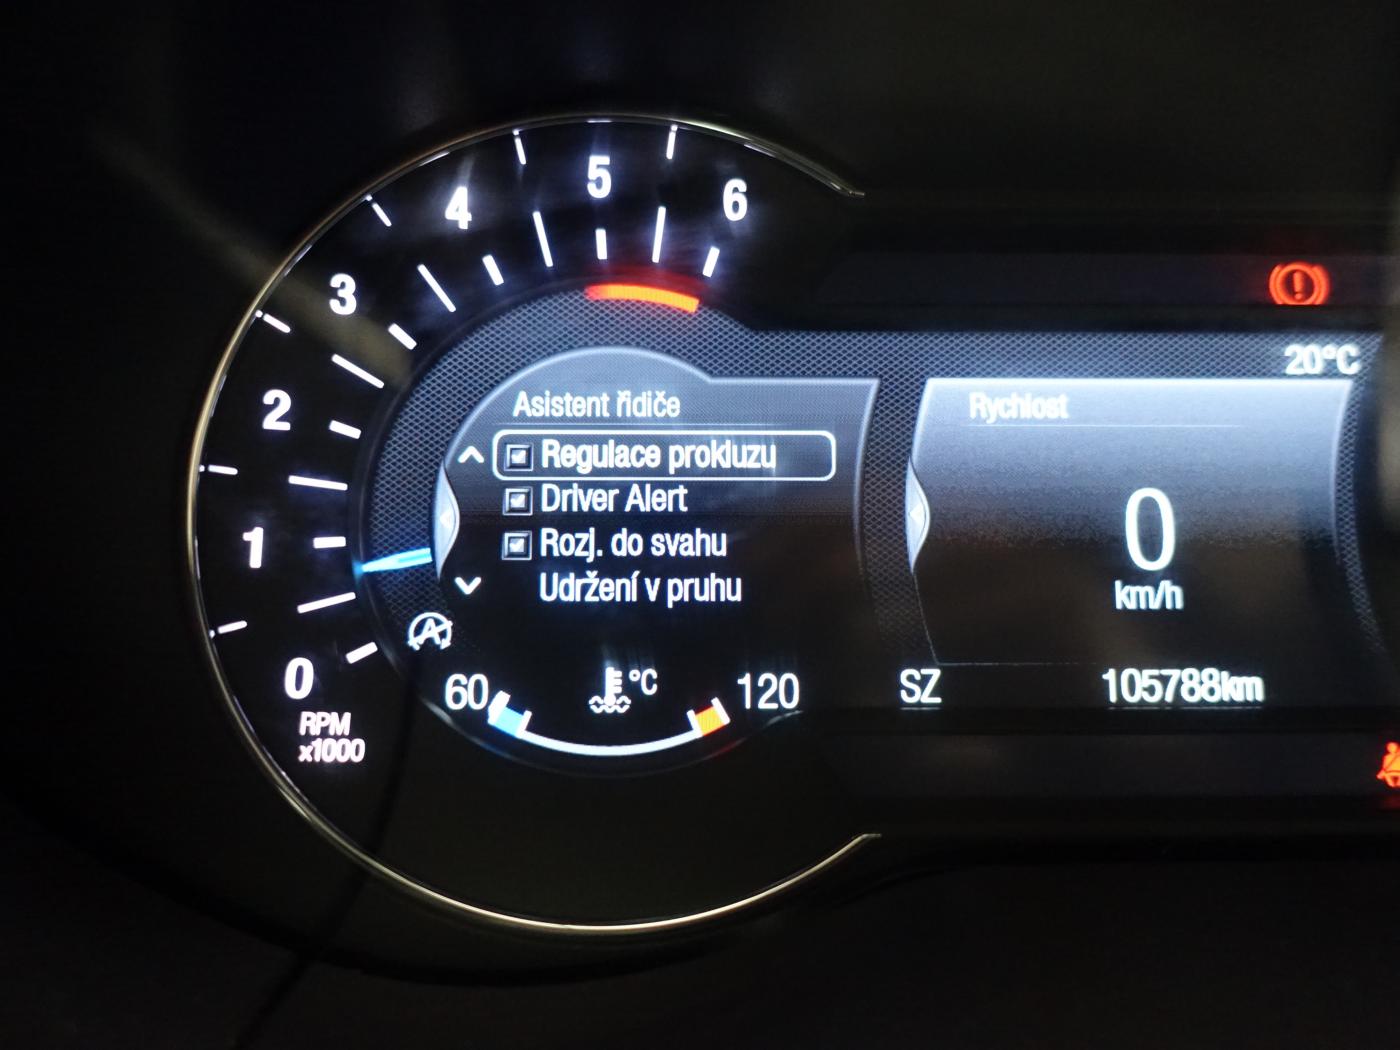 5
4
6
3
20°C
2
Asistent řidiče
Rychlost
Regulace prokluzu
Driver Alert
0
1
Rozj. do svahu
Udržení v pruhu
km/h
A
0
60
°C
120
SZ
105788km
RPM
x1000